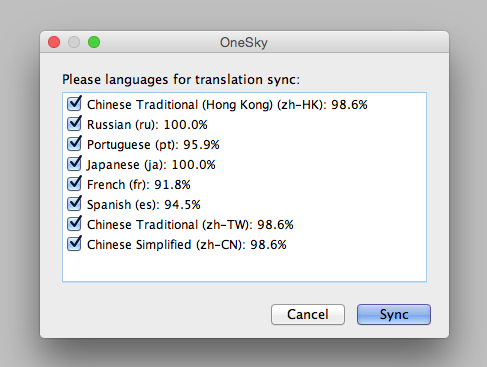 OneSky
Please languages for translation sync:
Chinese Traditional (Hong Kong) (zh-HK): 98.6%
Russian (ru): 100.0%
Portuguese (pt): 95.9%
Japanese (ja): 100.0%
French (fr): 91.8%
Spanish (es): 94.5%
Chinese Traditional (zh-TW): 98.6%
Chinese Simplified (zh-CN): 98.6%
Cancel Sync